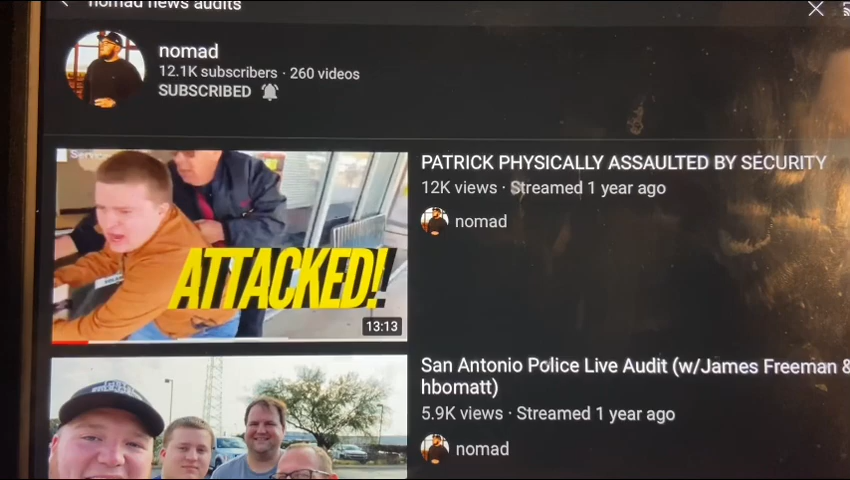 nomad news audits
nomad
12.1K subscribers · 260 videos
SUBSCRIBED
ATTACKED!
13:13
PATRICK PHYSICALLY ASSAULTED BY SECURITY
12K views · Streamed 1 year ago
nomad
San Antonio Police Live Audit (w/James Freeman &
hbomatt)
5.9K views · Streamed 1 year ago
nomad